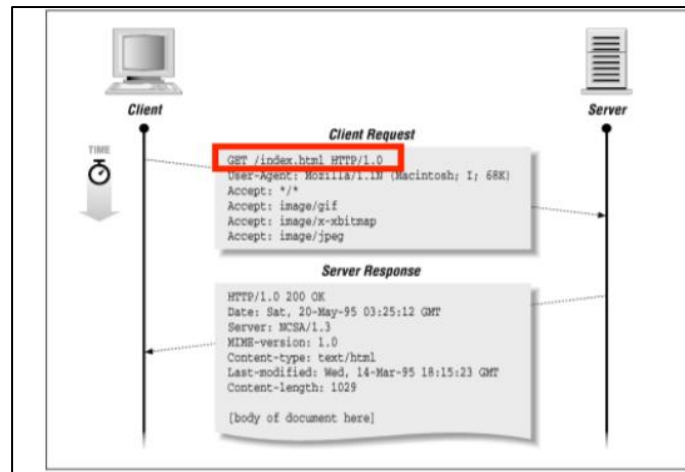 Client
Server
TIME
Client Request
GET /index.html HTTP/1.0
User-Agent: Mozilla/1.1N (Macintosh; I; 68K)
Accept: */*
Accept: image/gif
Accept: image/x-xbitmap
Accept: image/jpeg
Server Response
HTTP/1.0 200 OK
Date: Sat, 20-May-95 03:25:12 GMT
Server: NCSA/1.3
MIME-version: 1.0
Content-type: text/html
Last-modified: Wed, 14-Mar-95 18:15:23 GMT
Content-length: 1029
[body of document here]